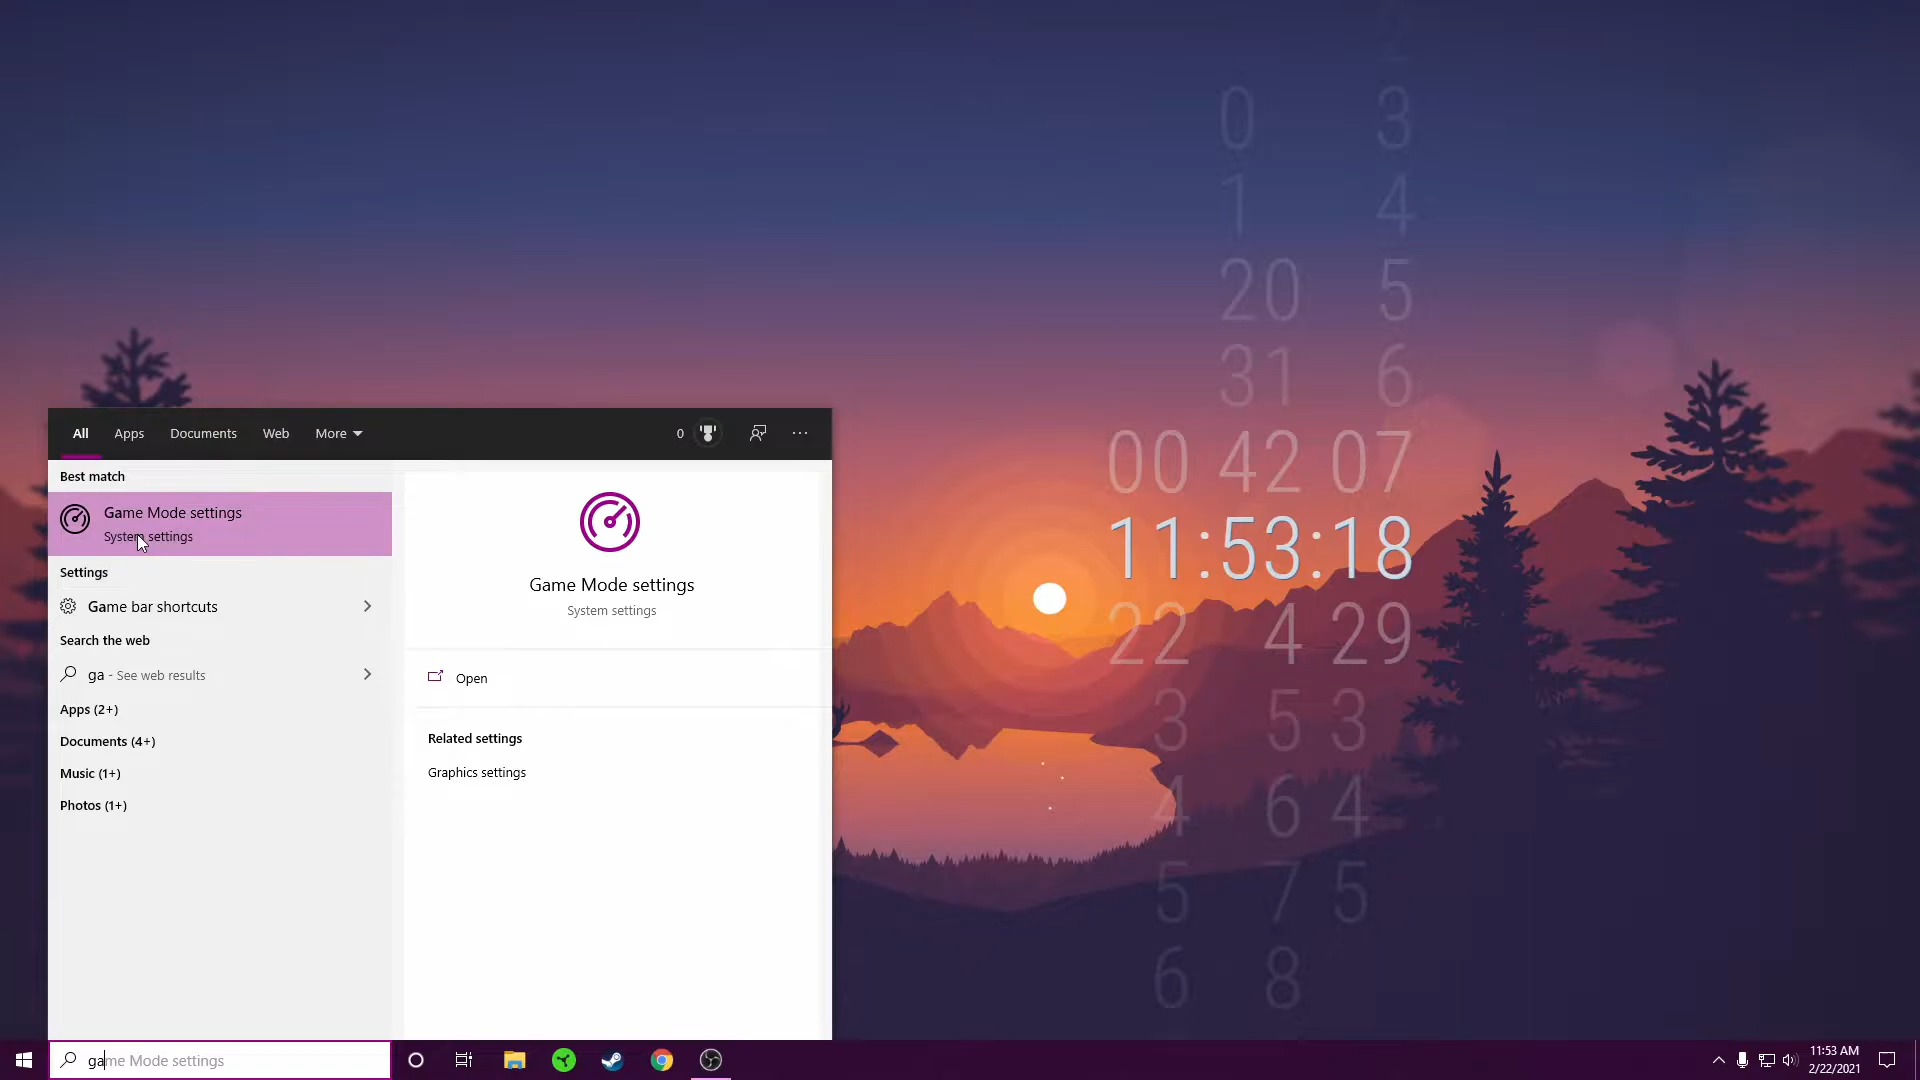 All Apps Documents Web More 0
Best match
Game Mode settings
System settings
Settings
Game bar shortcuts
Search the web
ga - See web results
Apps (2+)
Documents (4+)
Music (1+)
Photos (1+)
Game Mode settings
System settings
Open
Related settings
Graphics settings
2
0 3
1 4
20 5
31 6
00 42 07
11:53:18
22 4 29
3 5 3
4 6 4
5 7 5
6 8
game Mode settings
11:53 AM
2/22/2021